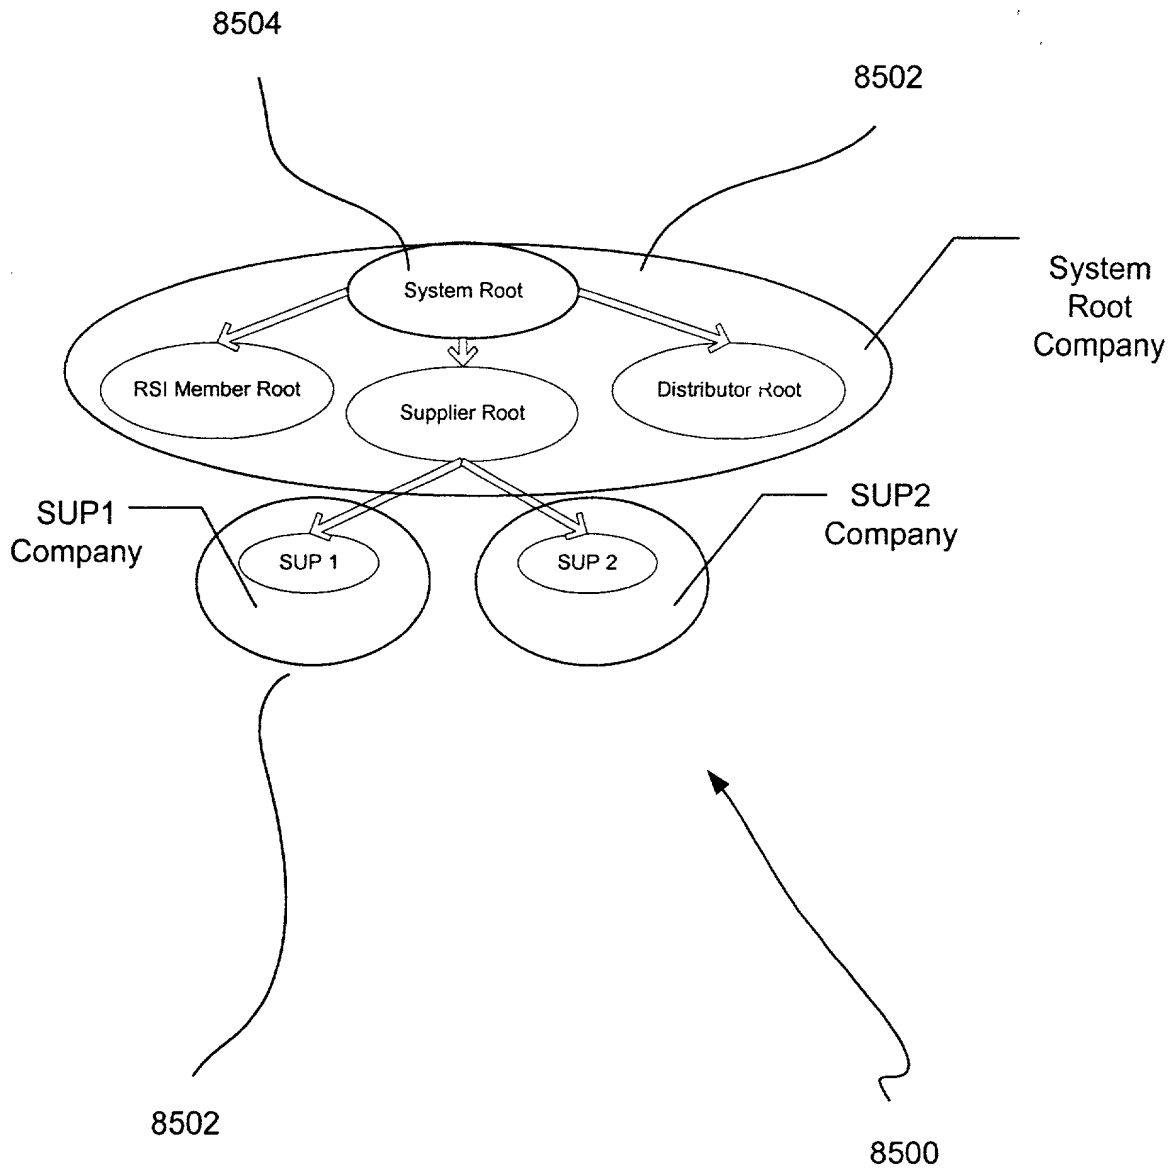 8504
8502
System
Root
Company
System Root
RSI Member Root
Supplier Root
Distributor Root
SUP1
Company
SUP2
Company
SUP 1
SUP 2
8502
8500